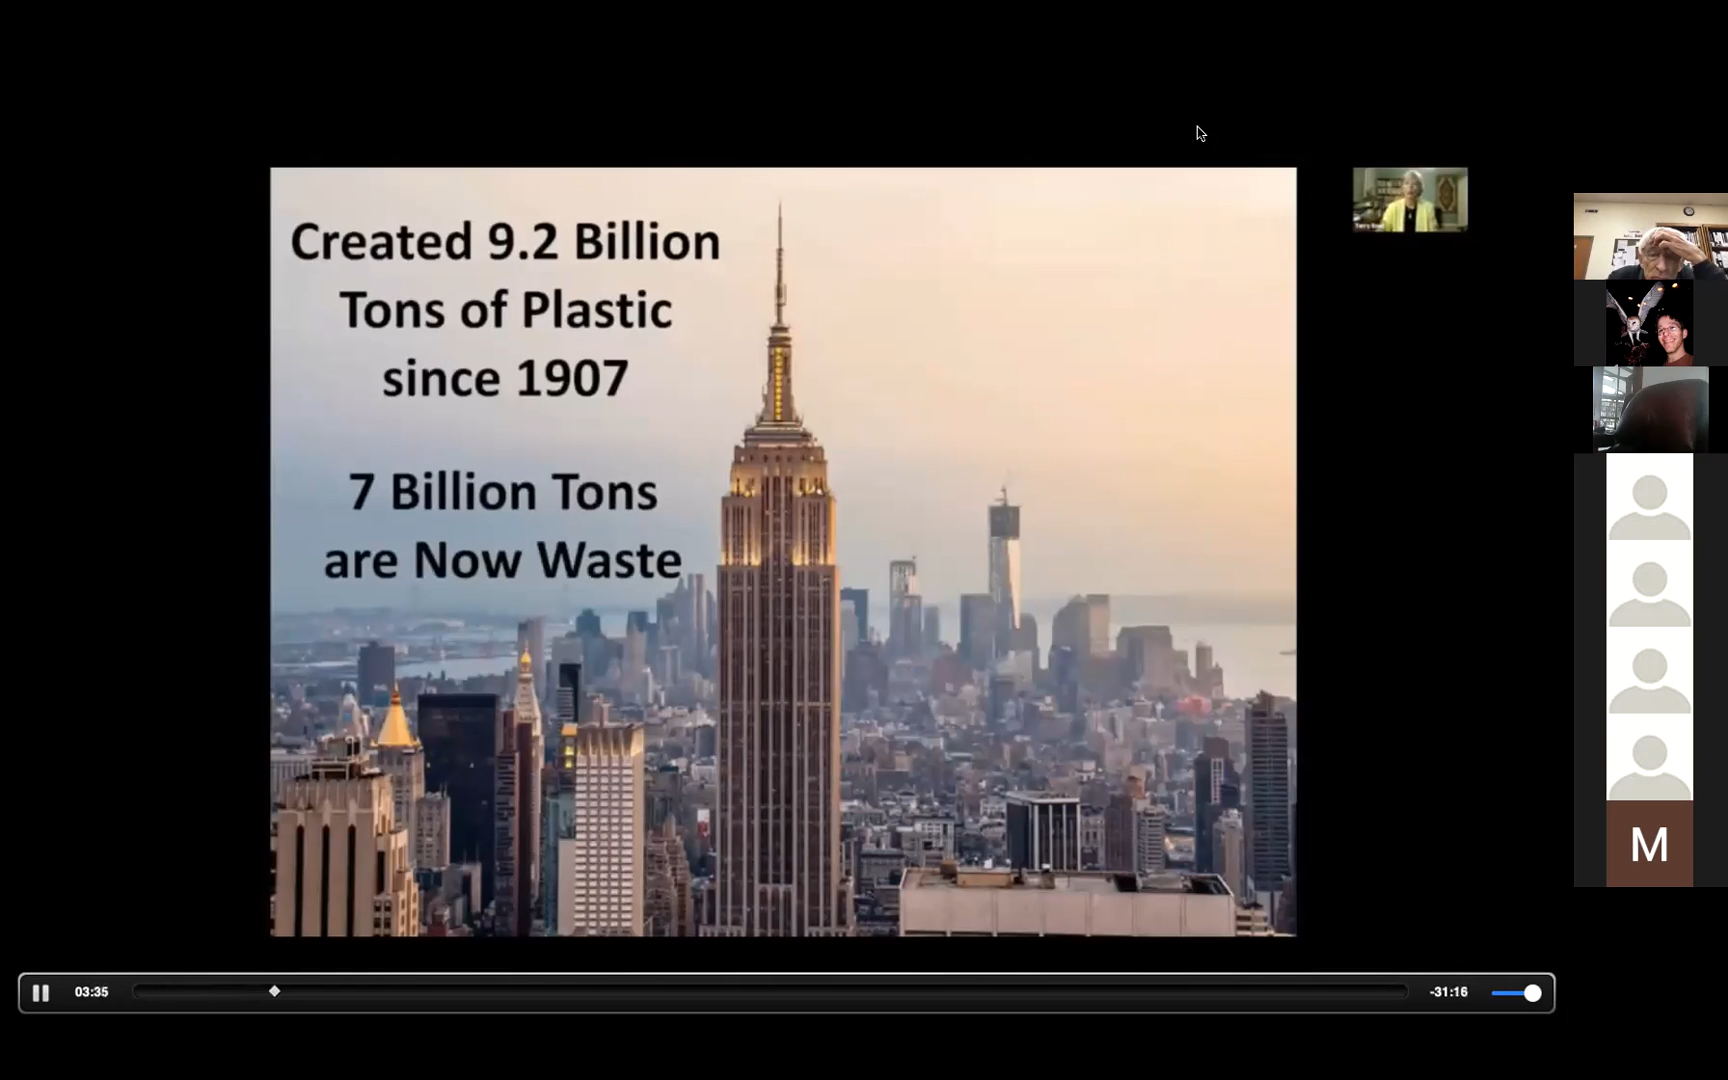 Created 9.2 Billion
Tons of Plastic
since 1907
7 Billion Tons
are Now Waste
M
03:35
-31:16